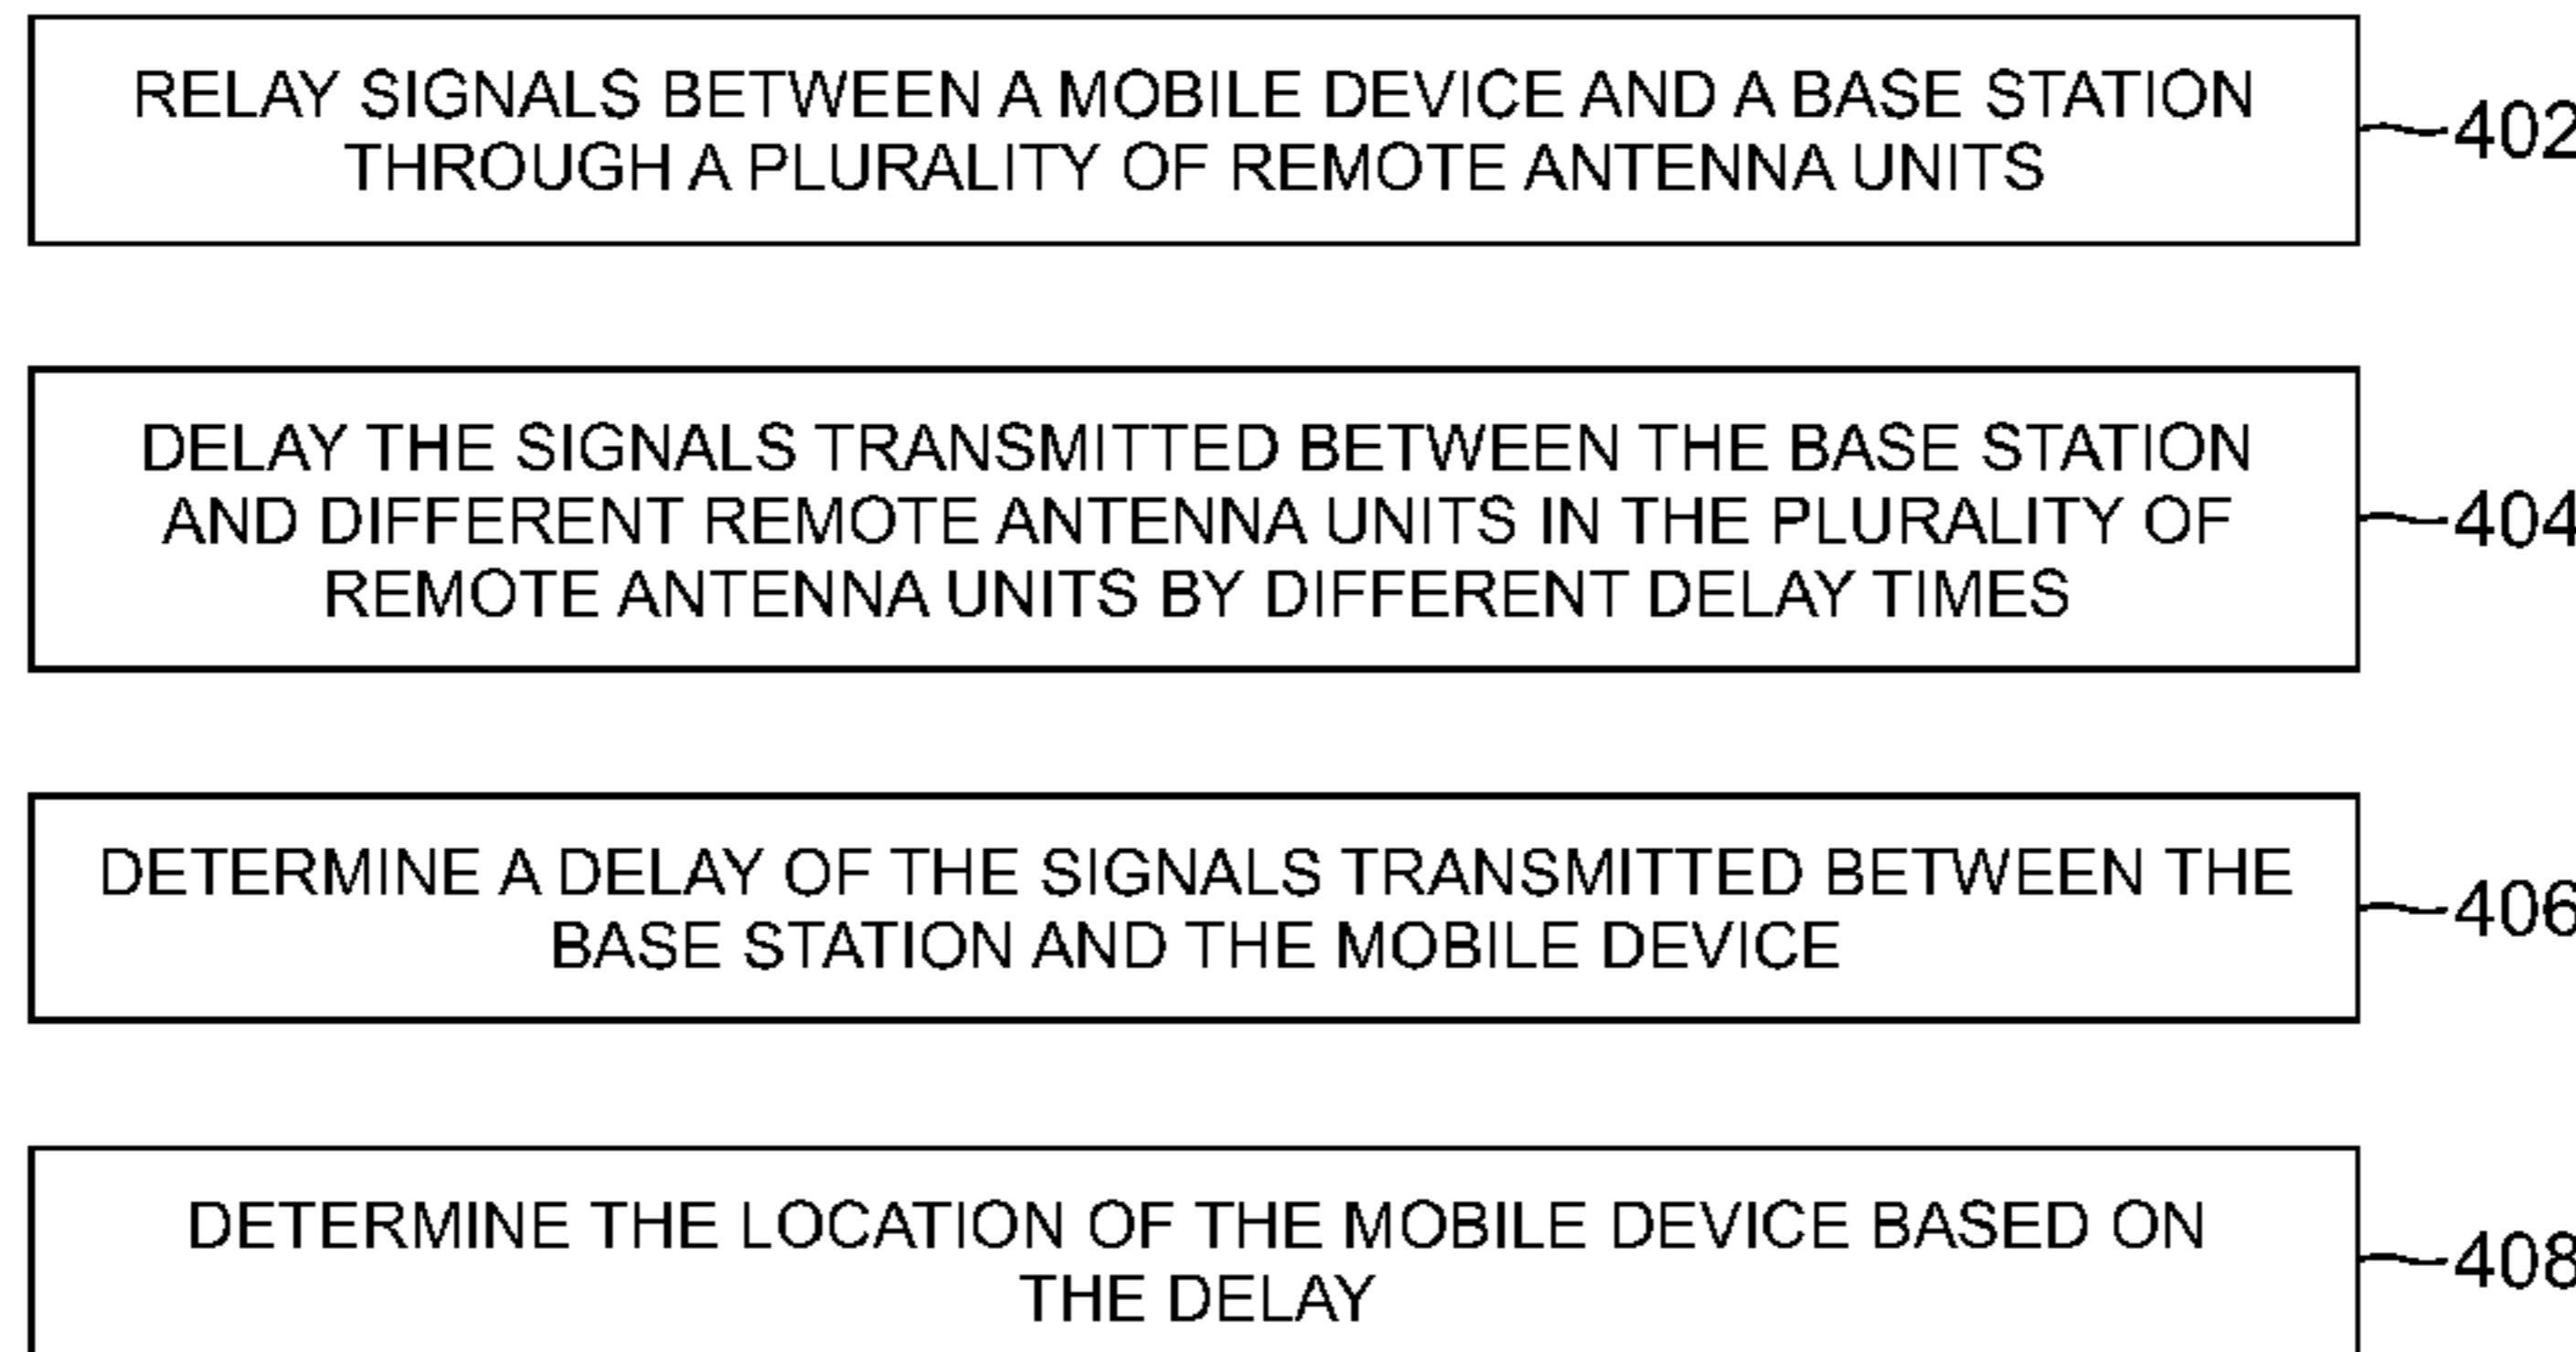 RELAY SIGNALS BETWEEN A MOBILE DEVICE AND A BASE STATION
THROUGH A PLURALITY OF REMOTE ANTENNA UNITS
402
DELAY THE SIGNALS TRANSMITTED BETWEEN THE BASE STATION
AND DIFFERENT REMOTE ANTENNA UNITS IN THE PLURALITY OF
REMOTE ANTENNA UNITS BY DIFFERENT DELAY TIMES
404
DETERMINE A DELAY OF THE SIGNALS TRANSMITTED BETWEEN THE
BASE STATION AND THE MOBILE DEVICE
406
DETERMINE THE LOCATION OF THE MOBILE DEVICE BASED ON
THE DELAY
408